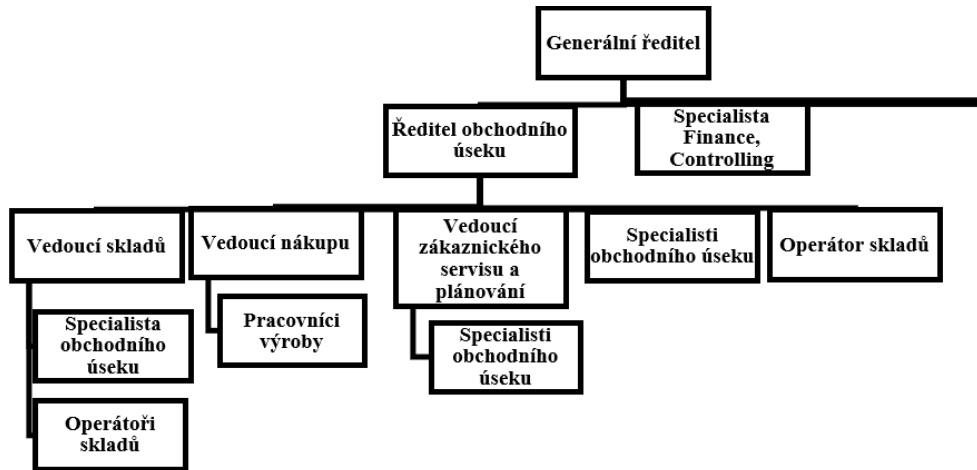 Generální ředitel
Ředitel obchodního
úseku
Specialista
Finance,
Controlling
Vedoucí skladů
Vedoucí nákupu
Vedoucí
zákaznického
servisu a
plánování
Specialisti
obchodního úseku
Operátor skladů
Specialista
obchodního
úseku
Pracovníci
výroby
Specialisti
obchodního
úseku
Operátoři
skladů